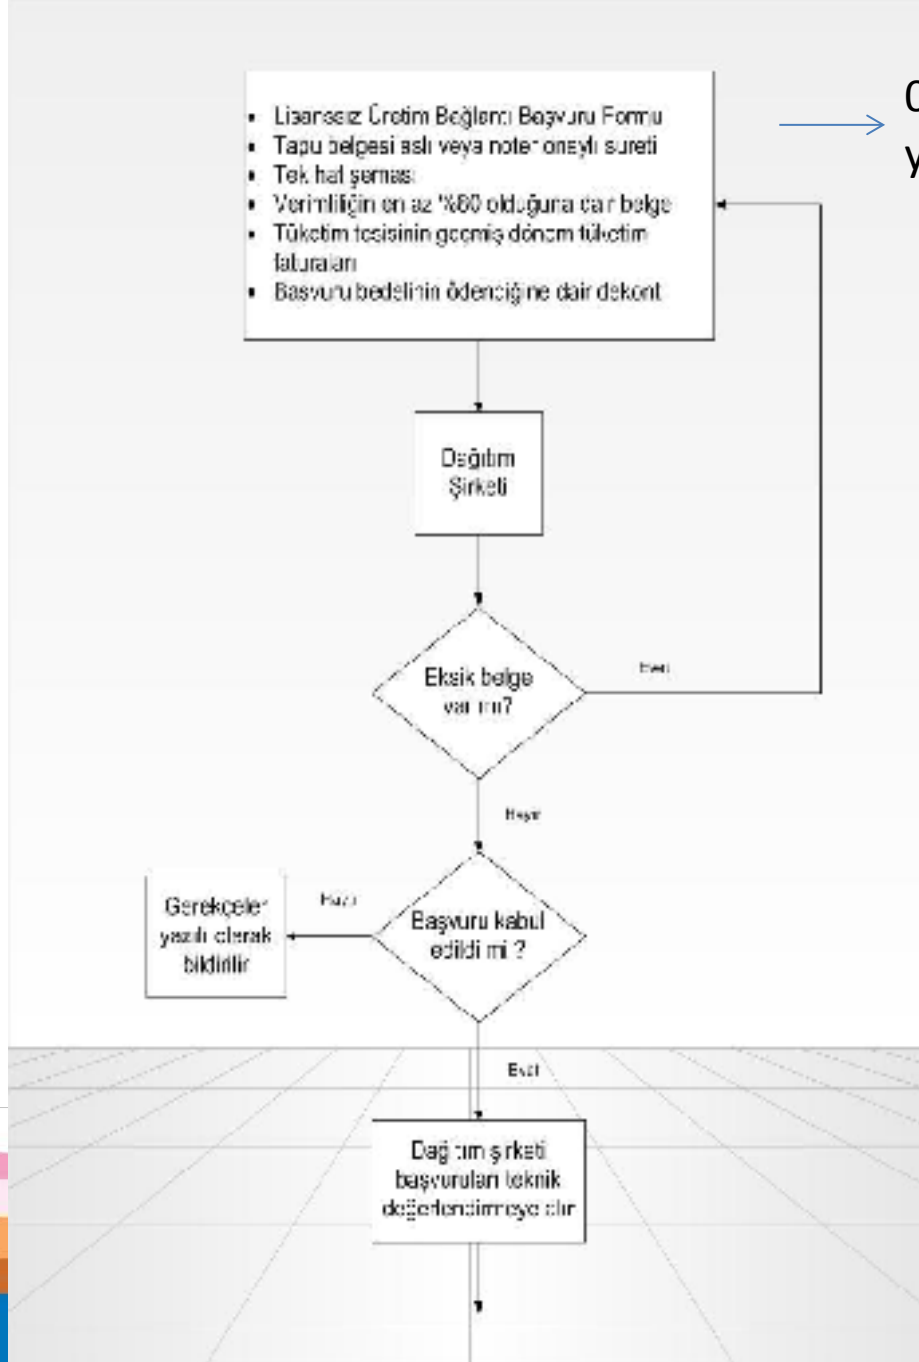 • Lisanssız Üretim Bağlantı Başvuru Formu
• Tapu belgesi aslı veya noter onaylı sureti
• Tek hat şeması
• Verimliliğin en az %80 olduğuna dair belge
• Tüketim tesisinin geçmiş dönem tüketim
faturaları
• Başvuru bedelinin ödendiğine dair dekont
Dağıtım
Şirketi
Eksik belge
var mı?
Evet
Hayır
Başvuru kabul
edildi mi ?
Hayır
Gerekçeler
yazılı olarak
bildirilir
Evet
Dağıtım şirketi
başvuruları teknik
değerlendirmeye alır